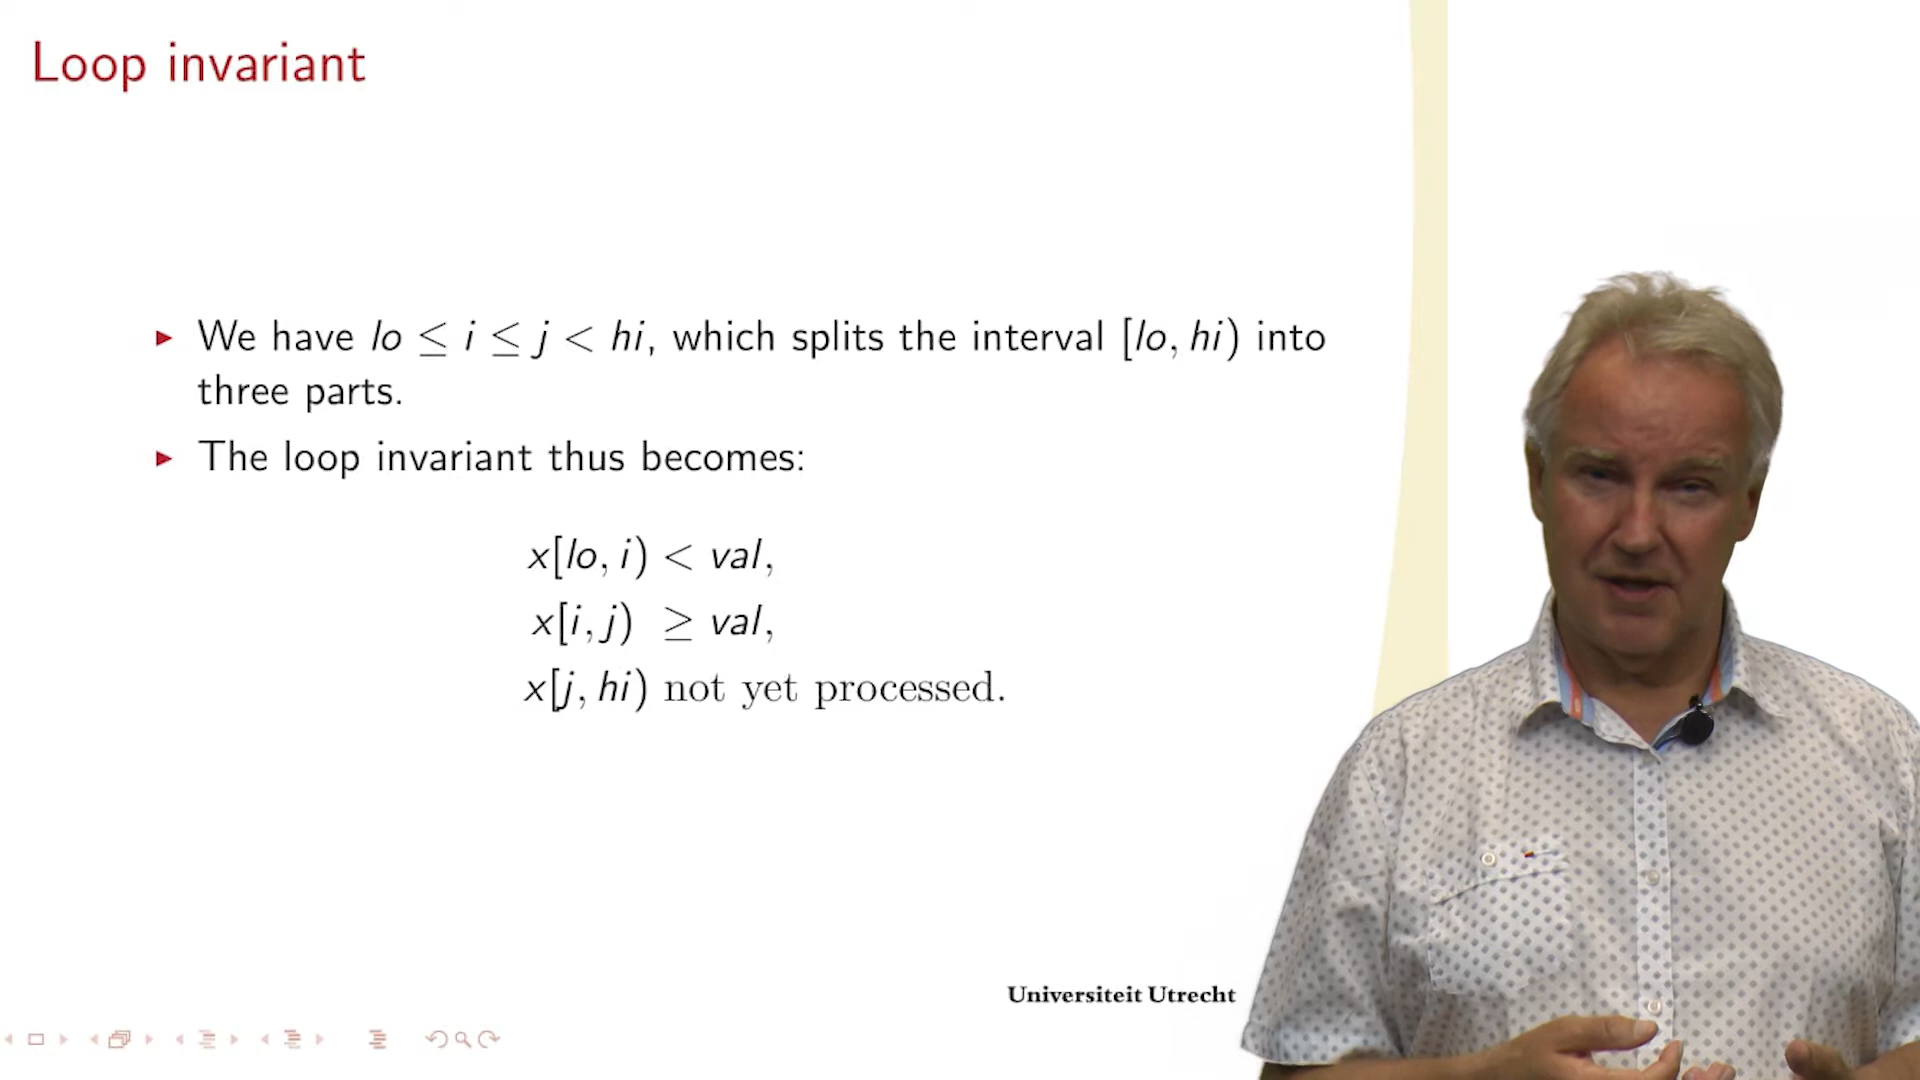 Loop invariant
We have lo ≤ i ≤ j < hi, which splits the interval [lo, hi) into
three parts.
The loop invariant thus becomes:
x[lo, i) < val,
x[i, j) ≥ val,
x[j, hi) not yet processed.
Universiteit Utrecht